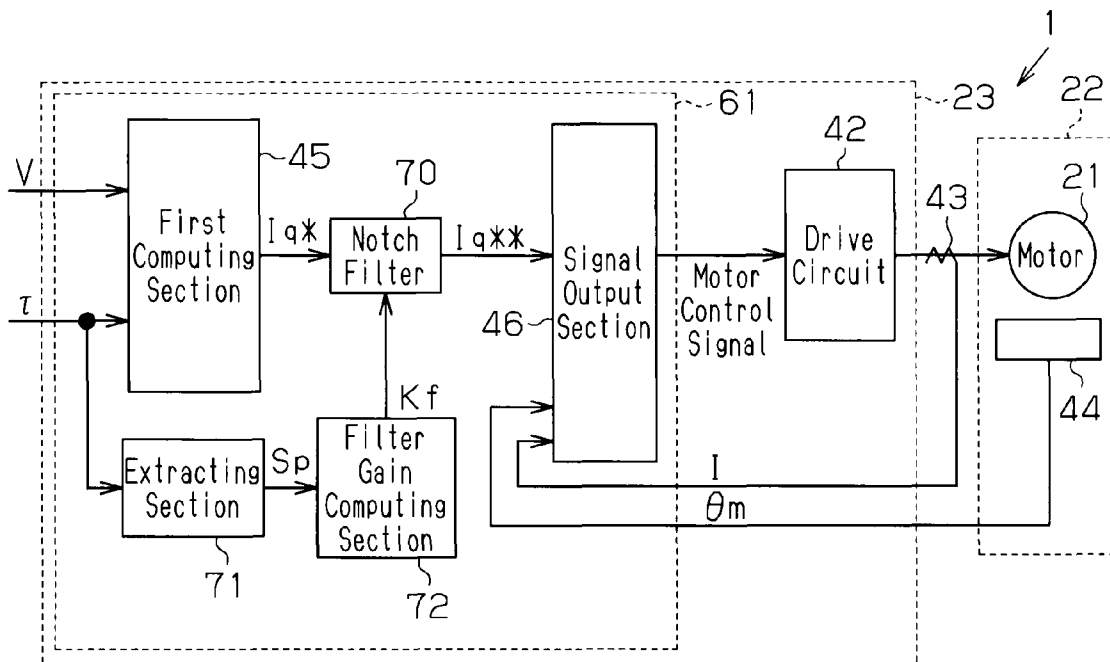 1
61
23
22
V
45
First
Computing
Section
Iq*
70
Notch
Filter
Iq**
46
Signal
Output
Section
Motor
Control
Signal
42
Drive
Circuit
43
21
Motor
44
τ
Extracting
Section
71
Sp
Kf
Filter
Gain
Computing
Section
72
I
θm